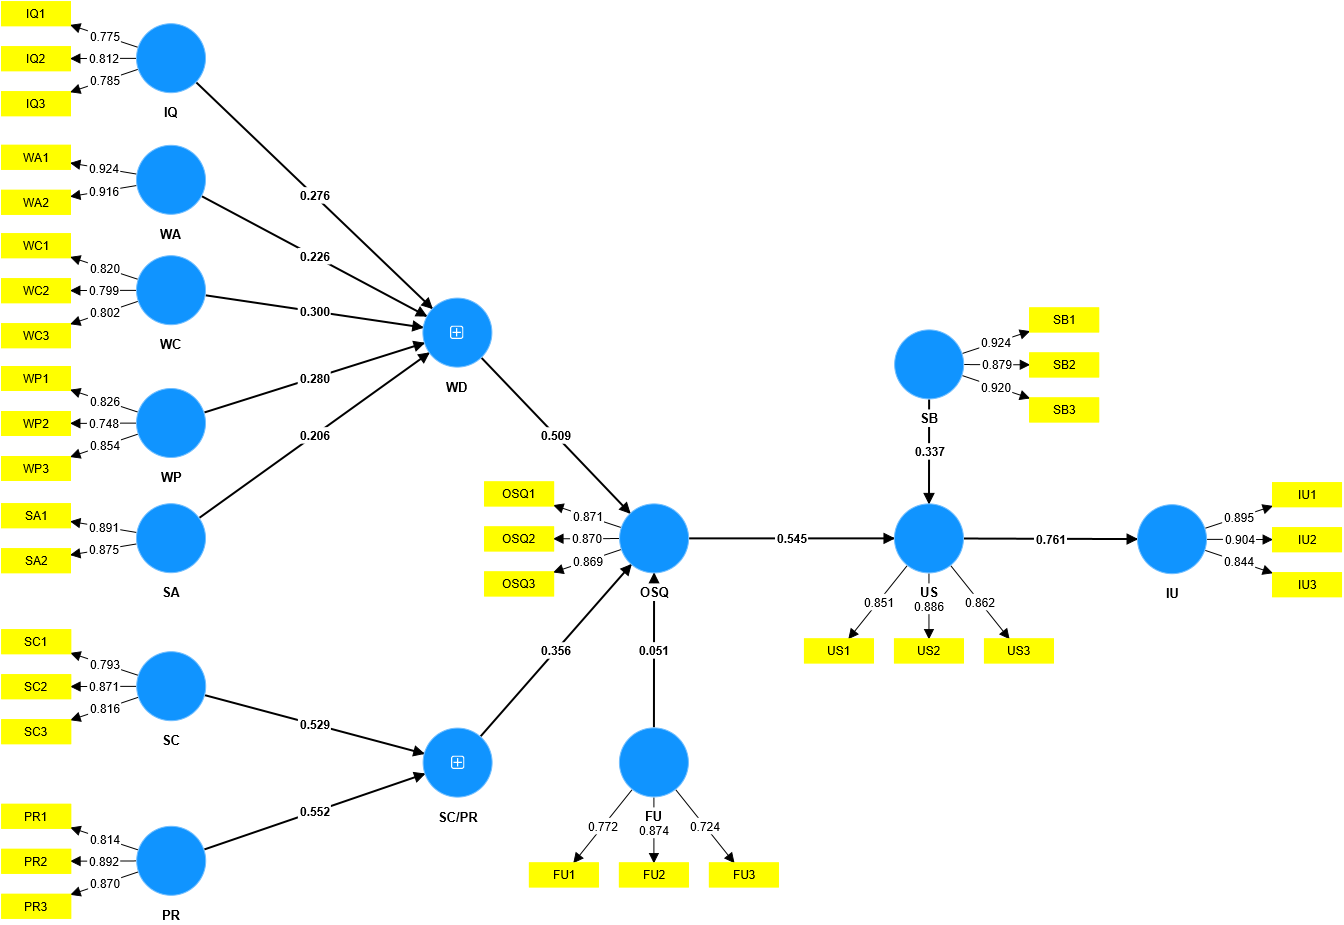 IQ1
0.775
IQ2
0.812
0.785
IQ3
IQ
WA1
0.924
WA2
0.916
WA
WC1
0.820
WC2
0.799
0.802
WC3
WC
WP1
0.826
WP2
0.748
0.854
WP3
WP
SA1
0.891
SA2
0.875
SA
SC1
0.793
SC2
0.871
0.816
SC3
SC
PR1
0.814
PR2
0.892
0.870
PR3
PR
0.276
0.226
0.300
0.280
0.206
WD
0.529
0.552
SC/PR
0.509
0.356
0.051
OSQ1
0.871
OSQ2
0.870
0.869
OSQ3
OSQ
FU
0.772
0.874
0.724
FU1
FU2
FU3
0.545
SB1
0.924
0.879
SB2
0.920
SB3
SB
0.337
US
0.851
0.886
0.862
US1
US2
US3
0.761
IU1
0.895
0.904
IU2
0.844
IU3
IU